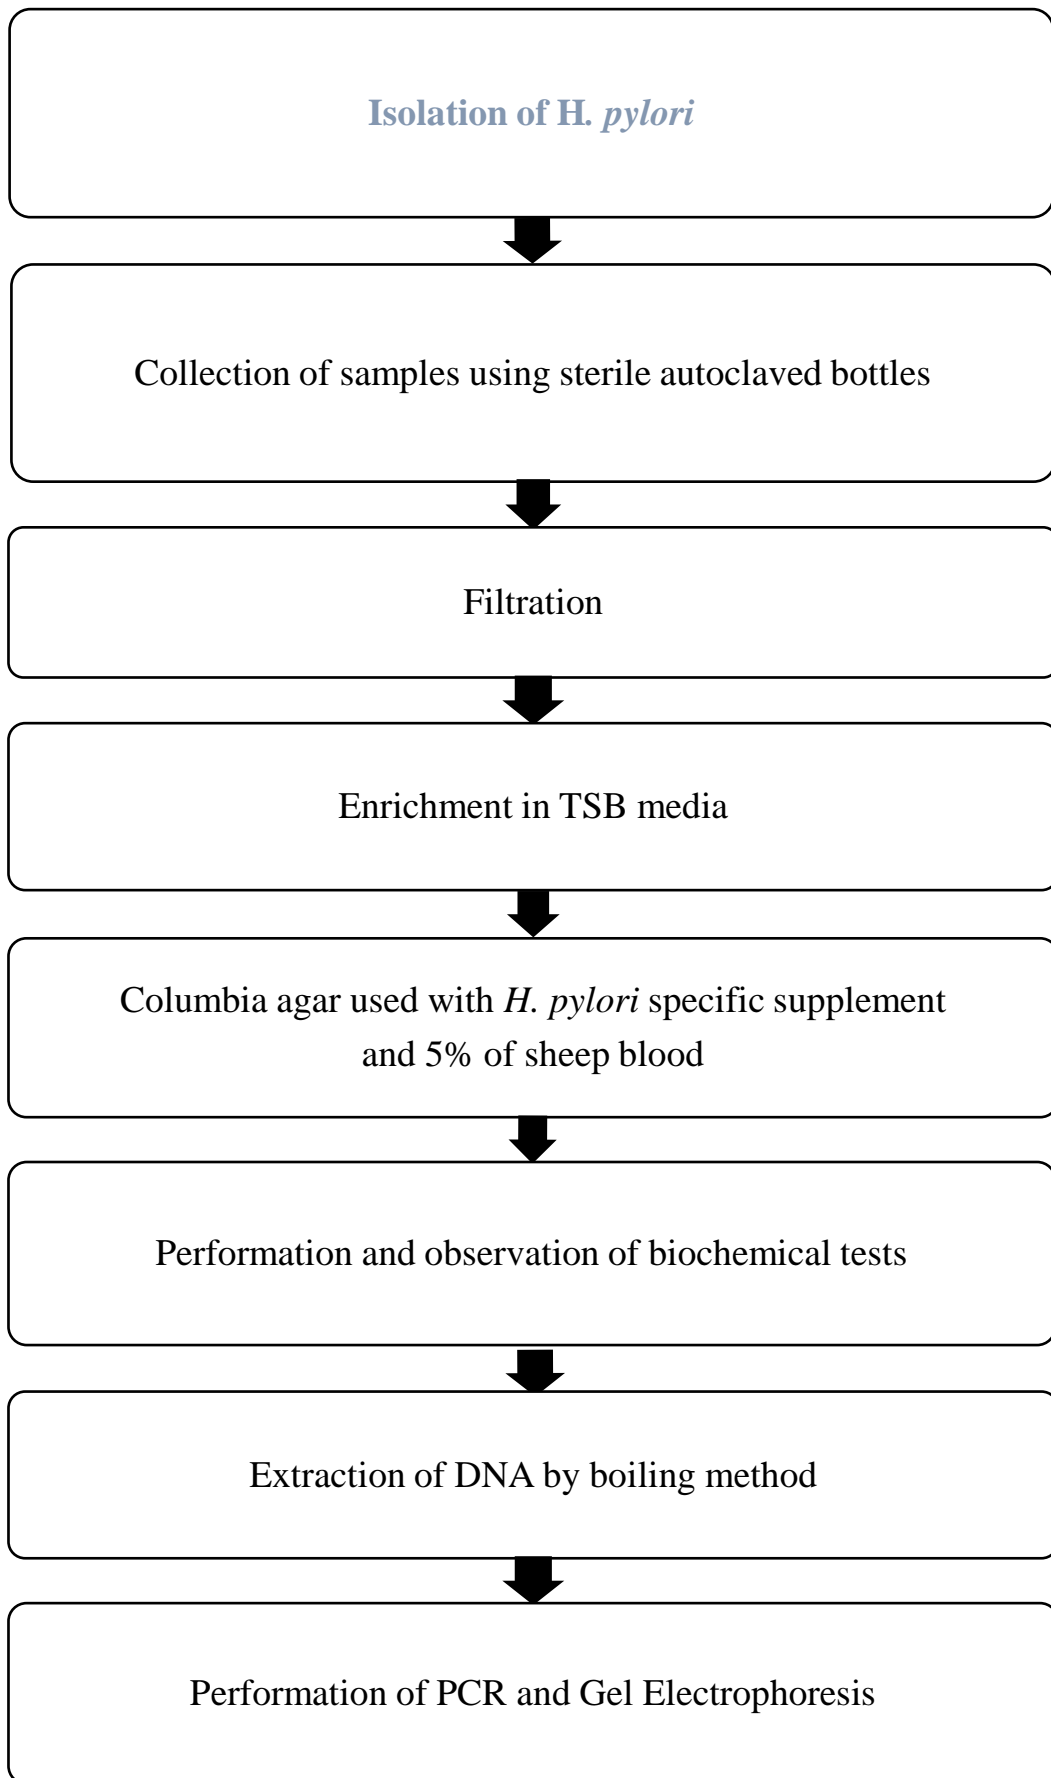 Isolation of H. pylori
Collection of samples using sterile autoclaved bottles
Filtration
Enrichment in TSB media
Columbia agar used with H. pylori specific supplement
and 5% of sheep blood
Performation and observation of biochemical tests
Extraction of DNA by boiling method
Performation of PCR and Gel Electrophoresis